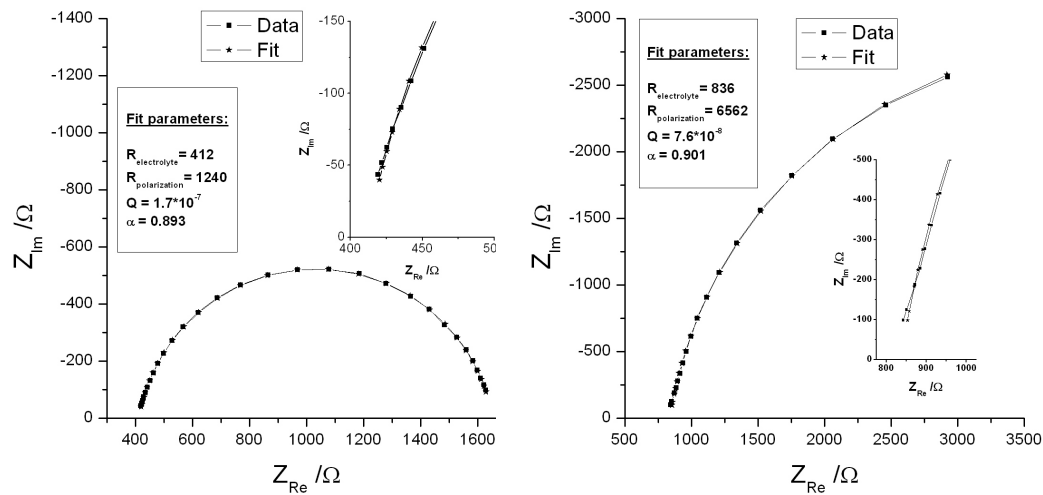 -1400
-1200
-1000
-800
-600
-400
-200
0
400 600 800 1000 1200 1400 1600
Z_Im /Ω
Z_Re /Ω
Data
Fit
Fit parameters:
R_electrolyte = 412
R_polarization = 1240
Q = 1.7*10^-7
α = 0.893
-150
-100
-50
0
400 450 50
Z_Im /Ω
Z_Re /Ω
-3000
-2500
-2000
-1500
-1000
-500
0
500 1000 1500 2000 2500 3000 3500
Z_Im /Ω
Z_Re /Ω
Data
Fit
Fit parameters:
R_electrolyte = 836
R_polarization = 6562
Q = 7.6*10^-8
α = 0.901
-500
-400
-300
-200
-100
0
800 900 1000
Z_Im /Ω
Z_Re /Ω